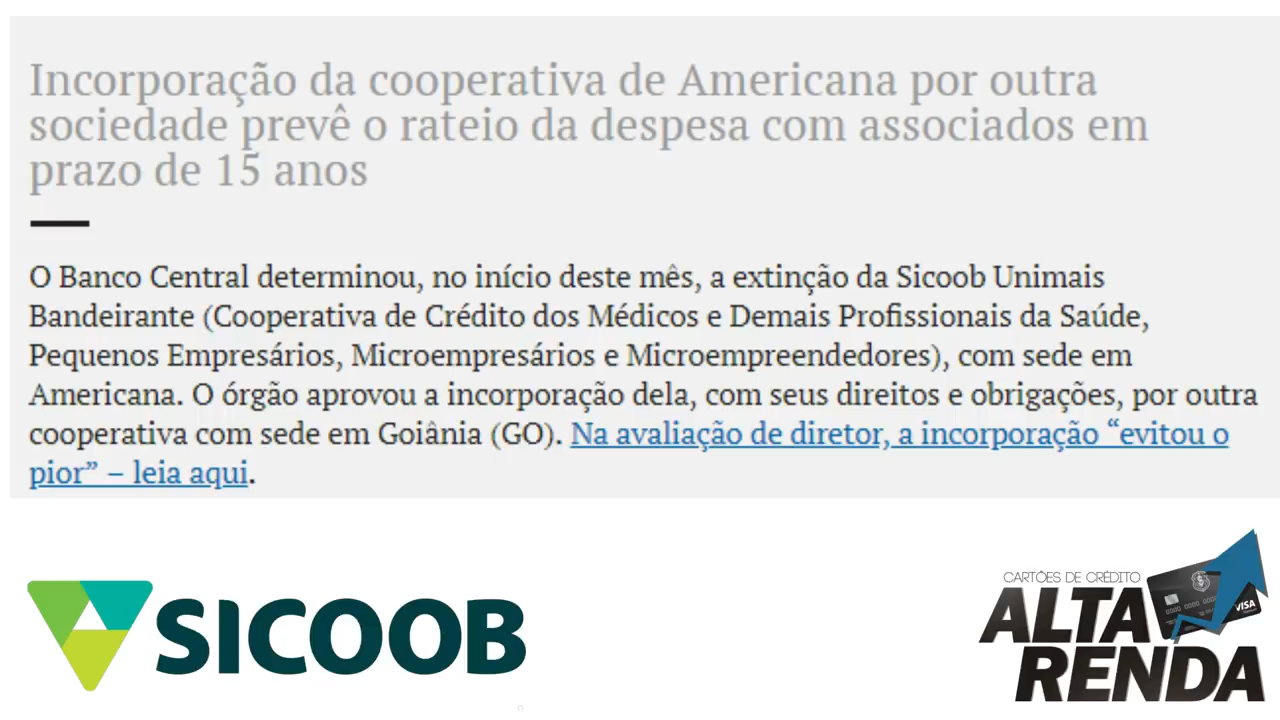 Incorporação da cooperativa de Americana por outra
sociedade prevê o rateio da despesa com associados em
prazo de 15 anos
O Banco Central determinou, no início deste mês, a extinção da Sicoob Unimais
Bandeirante (Cooperativa de Crédito dos Médicos e Demais Profissionais da Saúde,
Pequenos Empresários, Microempresários e Microempreendedores), com sede em
Americana. O órgão aprovou a incorporação dela, com seus direitos e obrigações, por outra
cooperativa com sede em Goiânia (GO). Na avaliação de diretor, a incorporação “evitou o
pior” – leia aqui.
SICOOB
CARTÕES DE CRÉDITO
ALTA
RENDA
VISA